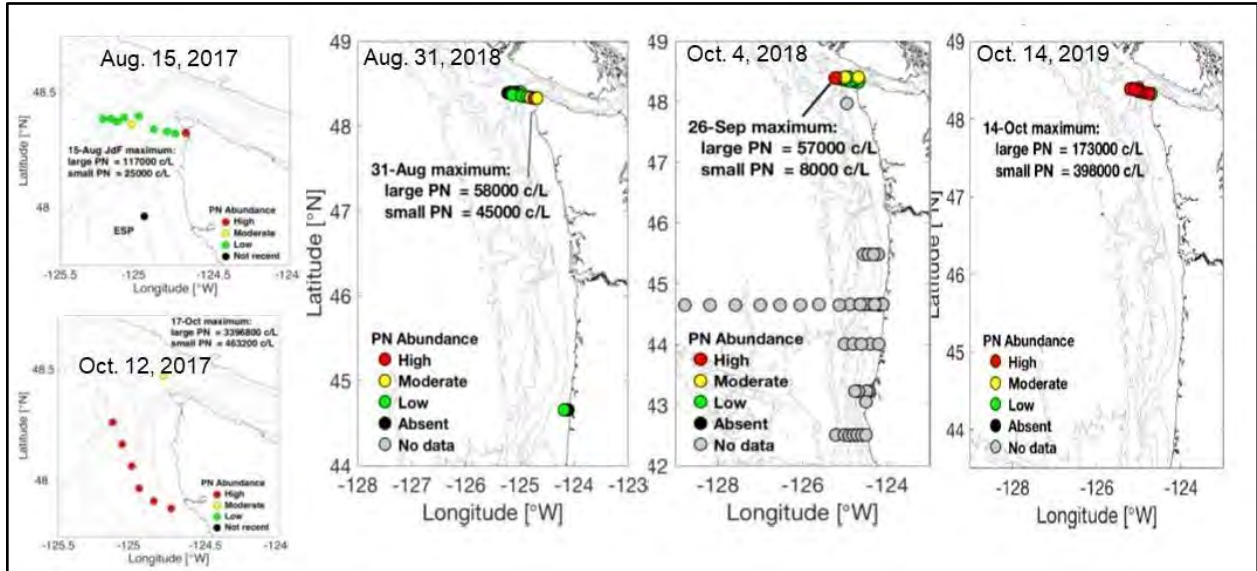 Aug. 15, 2017
48.5
48
Latitude [°N]
15-Aug JdF maximum:
large PN = 117000 c/L
small PN = 25000 c/L
ESP
PN Abundance
High
Moderate
Low
Not recent
-125.5
-125
-124.5
-124
Longitude [°W]
17-Oct maximum:
large PN = 3396800 c/L
small PN = 463200 c/L
Oct. 12, 2017
48.5
48
Latitude [°N]
PN Abundance
High
Moderate
Low
Not recent
-125.5
-125
-124.5
-124
Longitude [°W]
Aug. 31, 2018
49
48
47
46
45
44
Latitude [°N]
31-Aug maximum:
large PN = 58000 c/L
small PN = 45000 c/L
PN Abundance
High
Moderate
Low
Absent
No data
-128
-127
-126
-125
-124
-123
Longitude [°W]
Oct. 4, 2018
49
48
47
46
45
44
43
42
Latitude [°N]
26-Sep maximum:
large PN = 57000 c/L
small PN = 8000 c/L
PN Abundance
High
Moderate
Low
Absent
No data
-128
-126
-124
Longitude [°W]
Oct. 14, 2019
49
48
47
46
45
44
Latitude [°N]
14-Oct maximum:
large PN = 173000 c/L
small PN = 398000 c/L
PN Abundance
High
Moderate
Low
Absent
No data
-128
-126
-124
Longitude [°W]